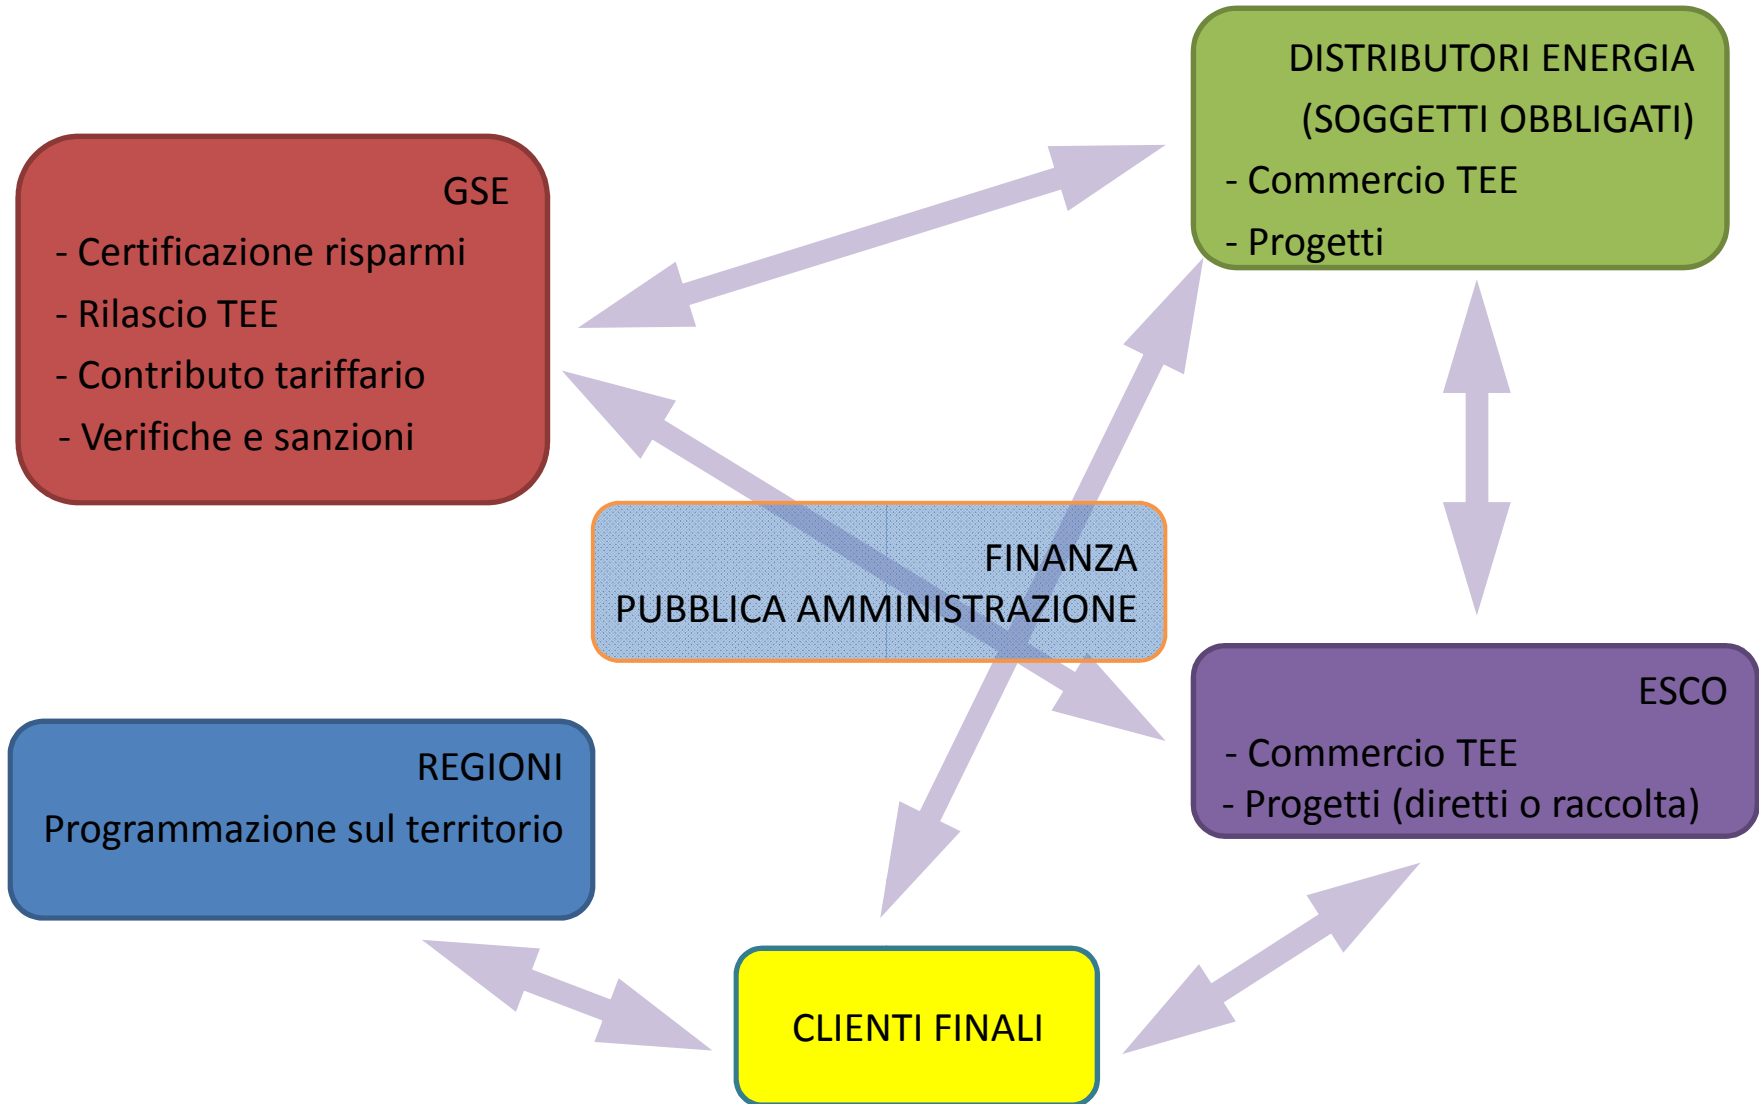 GSE
- Certificazione risparmi
- Rilascio TEE
- Contributo tariffario
- Verifiche e sanzioni
DISTRIBUTORI ENERGIA
(SOGGETTI OBBLIGATI)
- Commercio TEE
- Progetti
FINANZA
PUBBLICA AMMINISTRAZIONE
REGIONI
Programmazione sul territorio
ESCO
- Commercio TEE
- Progetti (diretti o raccolta)
CLIENTI FINALI